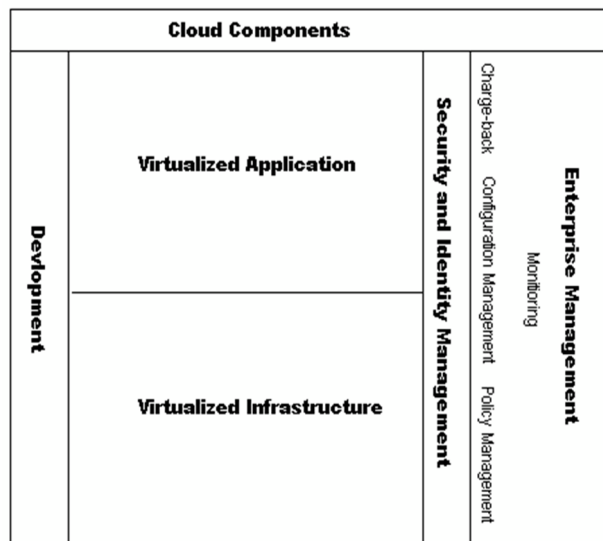 Cloud Components
Devlopment
Virtualized Application
Virtualized Infrastructure
Security and Identity Management
Charge-back Configuration Management Policy Management
Monitioring
Enterprise Management